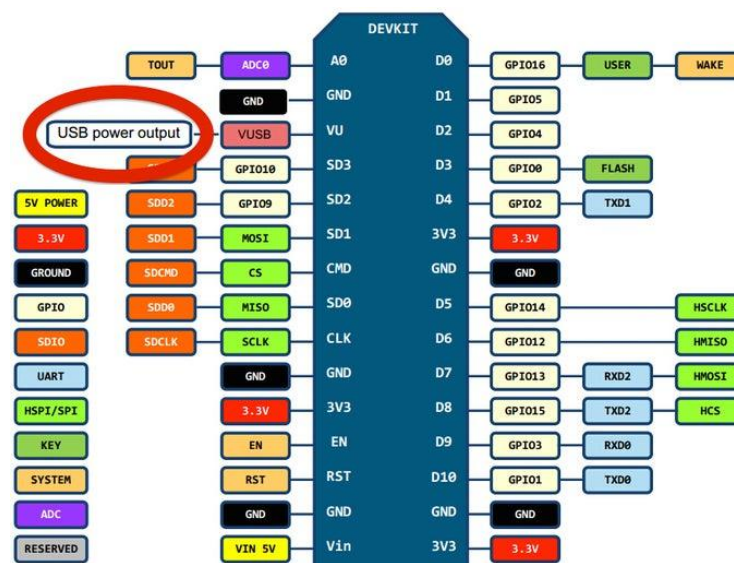 DEVKIT
TOUT ADC0 A0 D0 GPIO16 USER WAKE
GND GND D1 GPIO5
USB power output VUSB VU D2 GPIO4
GPIO10 SD3 D3 GPIO0 FLASH
5V POWER SDD2 GPIO9 SD2 D4 GPIO2 TXD1
3.3V SDD1 MOSI SD1 3V3 3.3V
GROUND SDCMD CS CMD GND GND
GPIO SDD0 MISO SD0 D5 GPIO14 HSCLK
SDIO SDCLK SCLK CLK D6 GPIO12 HMISO
UART GND GND D7 GPIO13 RXD2 HMOSI
HSPI/SPI 3.3V 3V3 D8 GPIO15 TXD2 HCS
KEY EN EN D9 GPIO3 RXD0
SYSTEM RST RST D10 GPIO1 TXD0
ADC GND GND GND GND
RESERVED VIN 5V Vin 3V3 3.3V